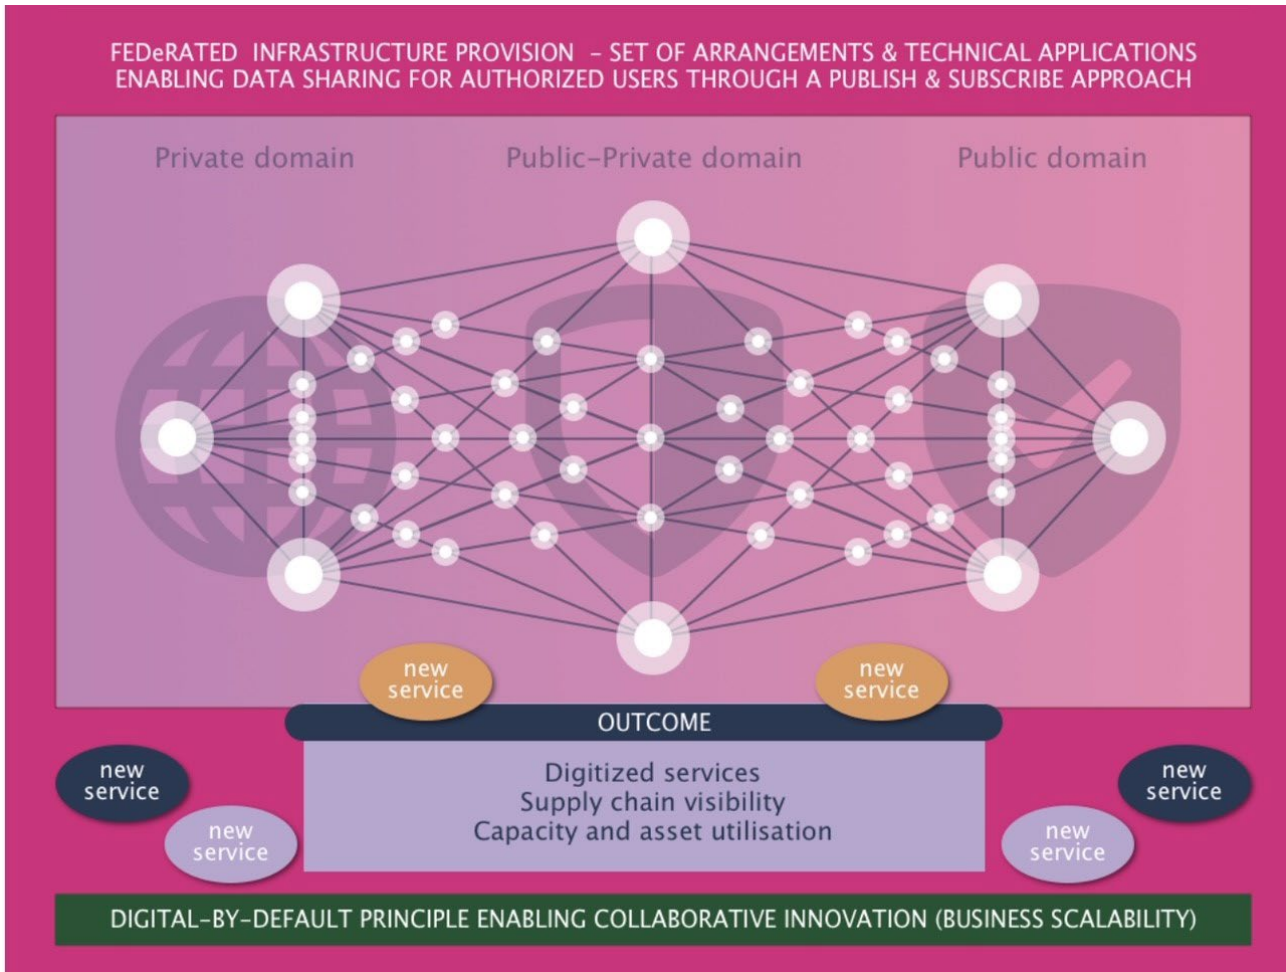 FEDeRATED INFRASTRUCTURE PROVISION – SET OF ARRANGEMENTS & TECHNICAL APPLICATIONS
ENABLING DATA SHARING FOR AUTHORIZED USERS THROUGH A PUBLISH & SUBSCRIBE APPROACH
Private domain
Public–Private domain
Public domain
new
service
new
service
OUTCOME
Digitized services
Supply chain visibility
Capacity and asset utilisation
new
service
new
service
new
service
new
service
DIGITAL–BY–DEFAULT PRINCIPLE ENABLING COLLABORATIVE INNOVATION (BUSINESS SCALABILITY)